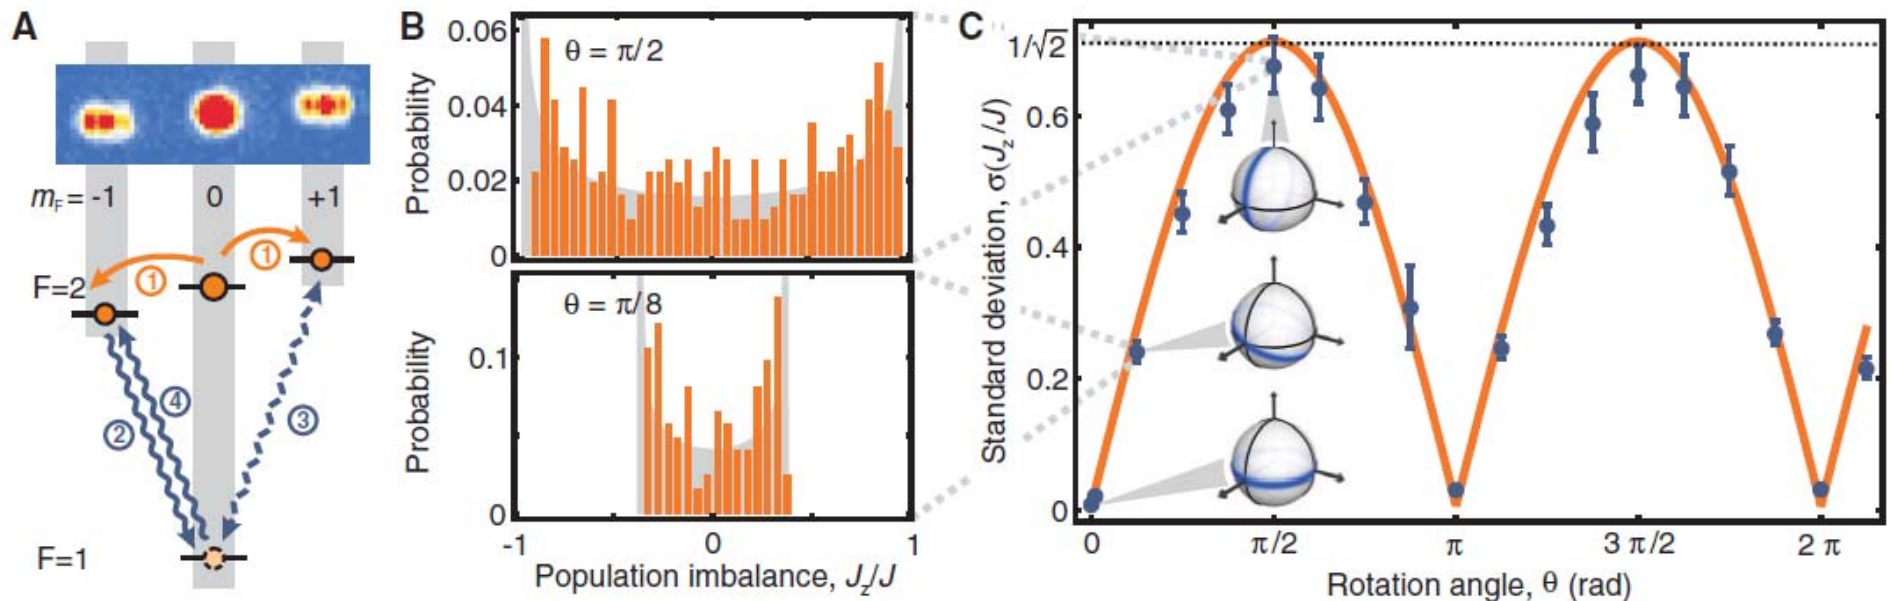 A
m_F = -1 0 +1
1
1
F=2
2
4
3
F=1
B
0.06
0.04
0.02
0
Probability
θ = π/2
0.1
0
Probability
θ = π/8
-1 0 1
Population imbalance, J_z/J
C
1/√2
0.6
0.4
0.2
0
Standard deviation, σ(J_z/J)
0 π/2 π 3 π/2 2 π
Rotation angle, θ (rad)